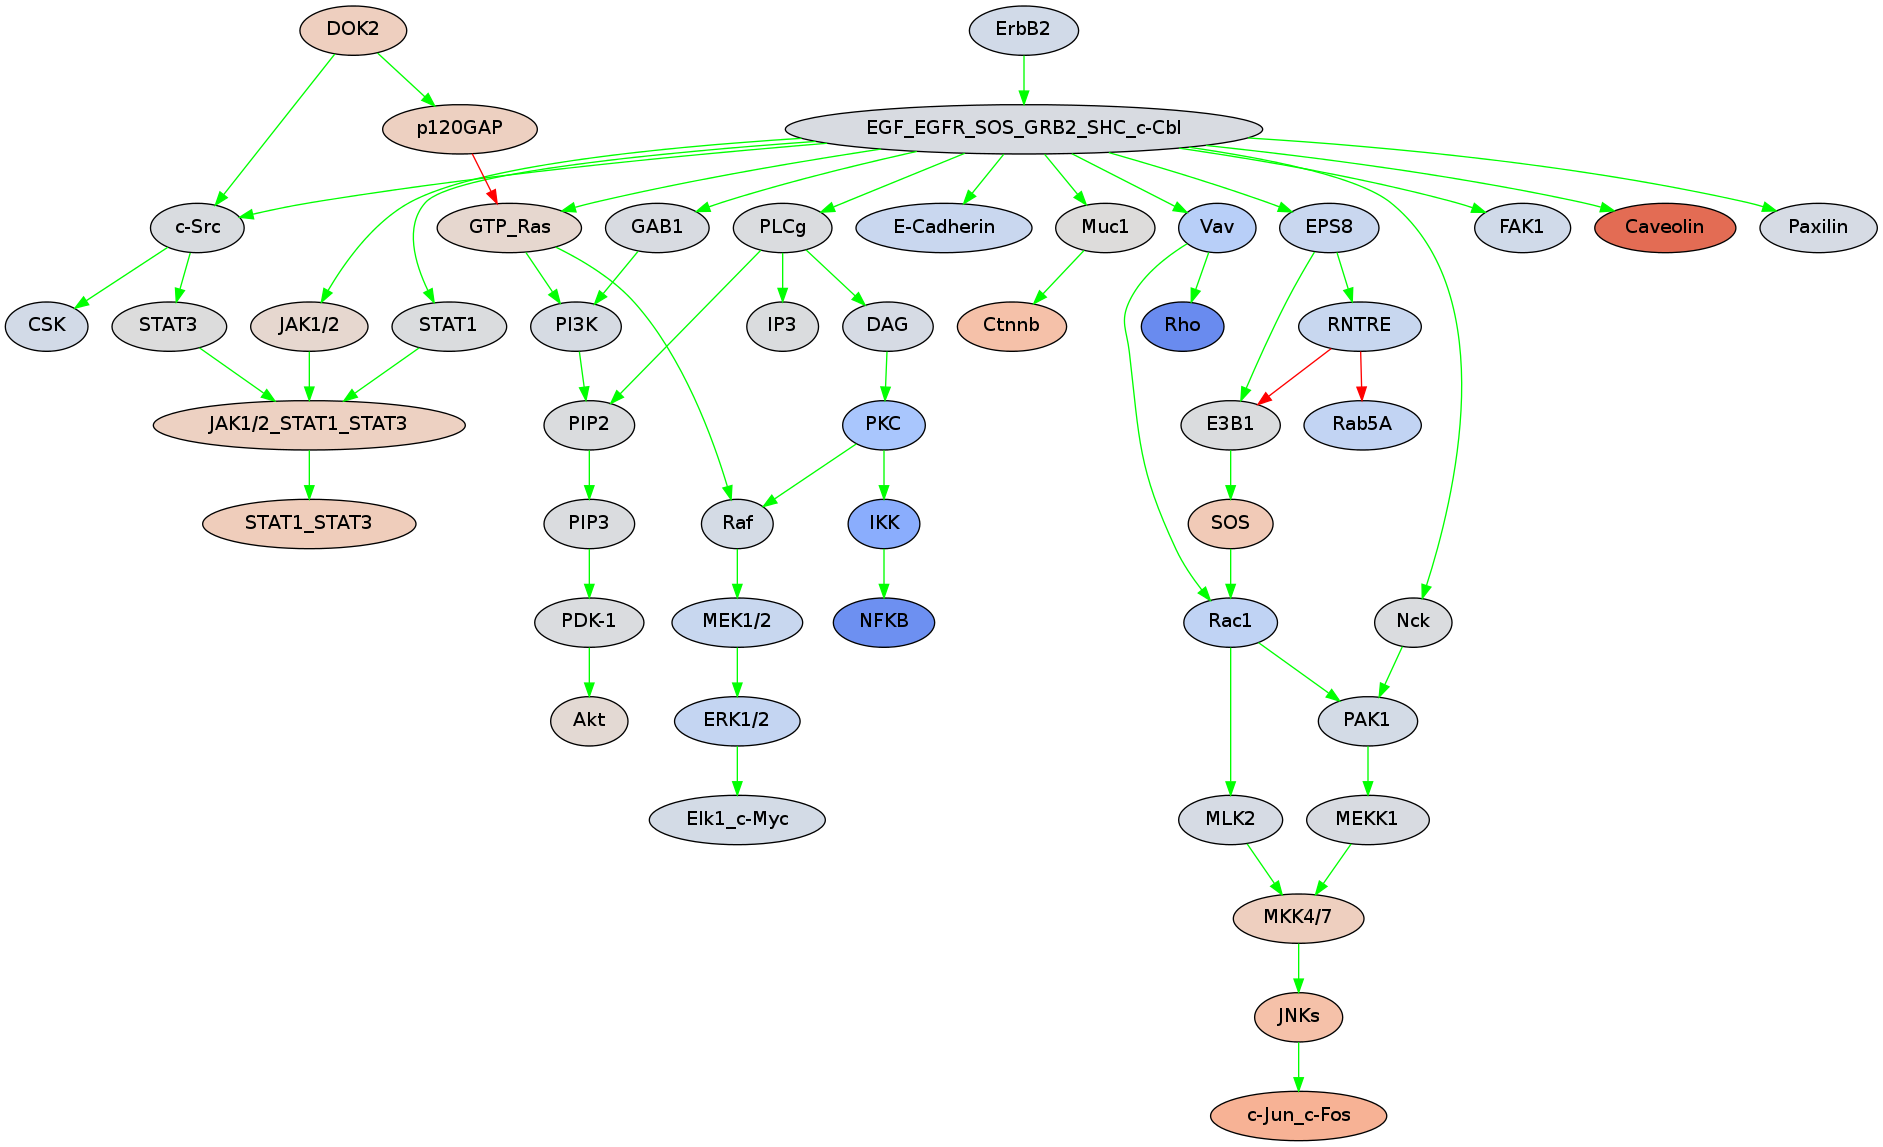 DOK2
ErbB2
p120GAP
EGF_EGFR_SOS_GRB2_SHC_c-Cbl
c-Src
GTP_Ras
GAB1
PLCg
E-Cadherin
Muc1
Vav
EPS8
FAK1
Caveolin
Paxilin
CSK
STAT3
JAK1/2
STAT1
PI3K
IP3
DAG
Ctnnb
Rho
RNTRE
JAK1/2_STAT1_STAT3
PIP2
PKC
E3B1
Rab5A
STAT1_STAT3
PIP3
Raf
IKK
SOS
PDK-1
MEK1/2
NFKB
Rac1
Nck
Akt
ERK1/2
PAK1
Elk1_c-Myc
MLK2
MEKK1
MKK4/7
JNKs
c-Jun_c-Fos